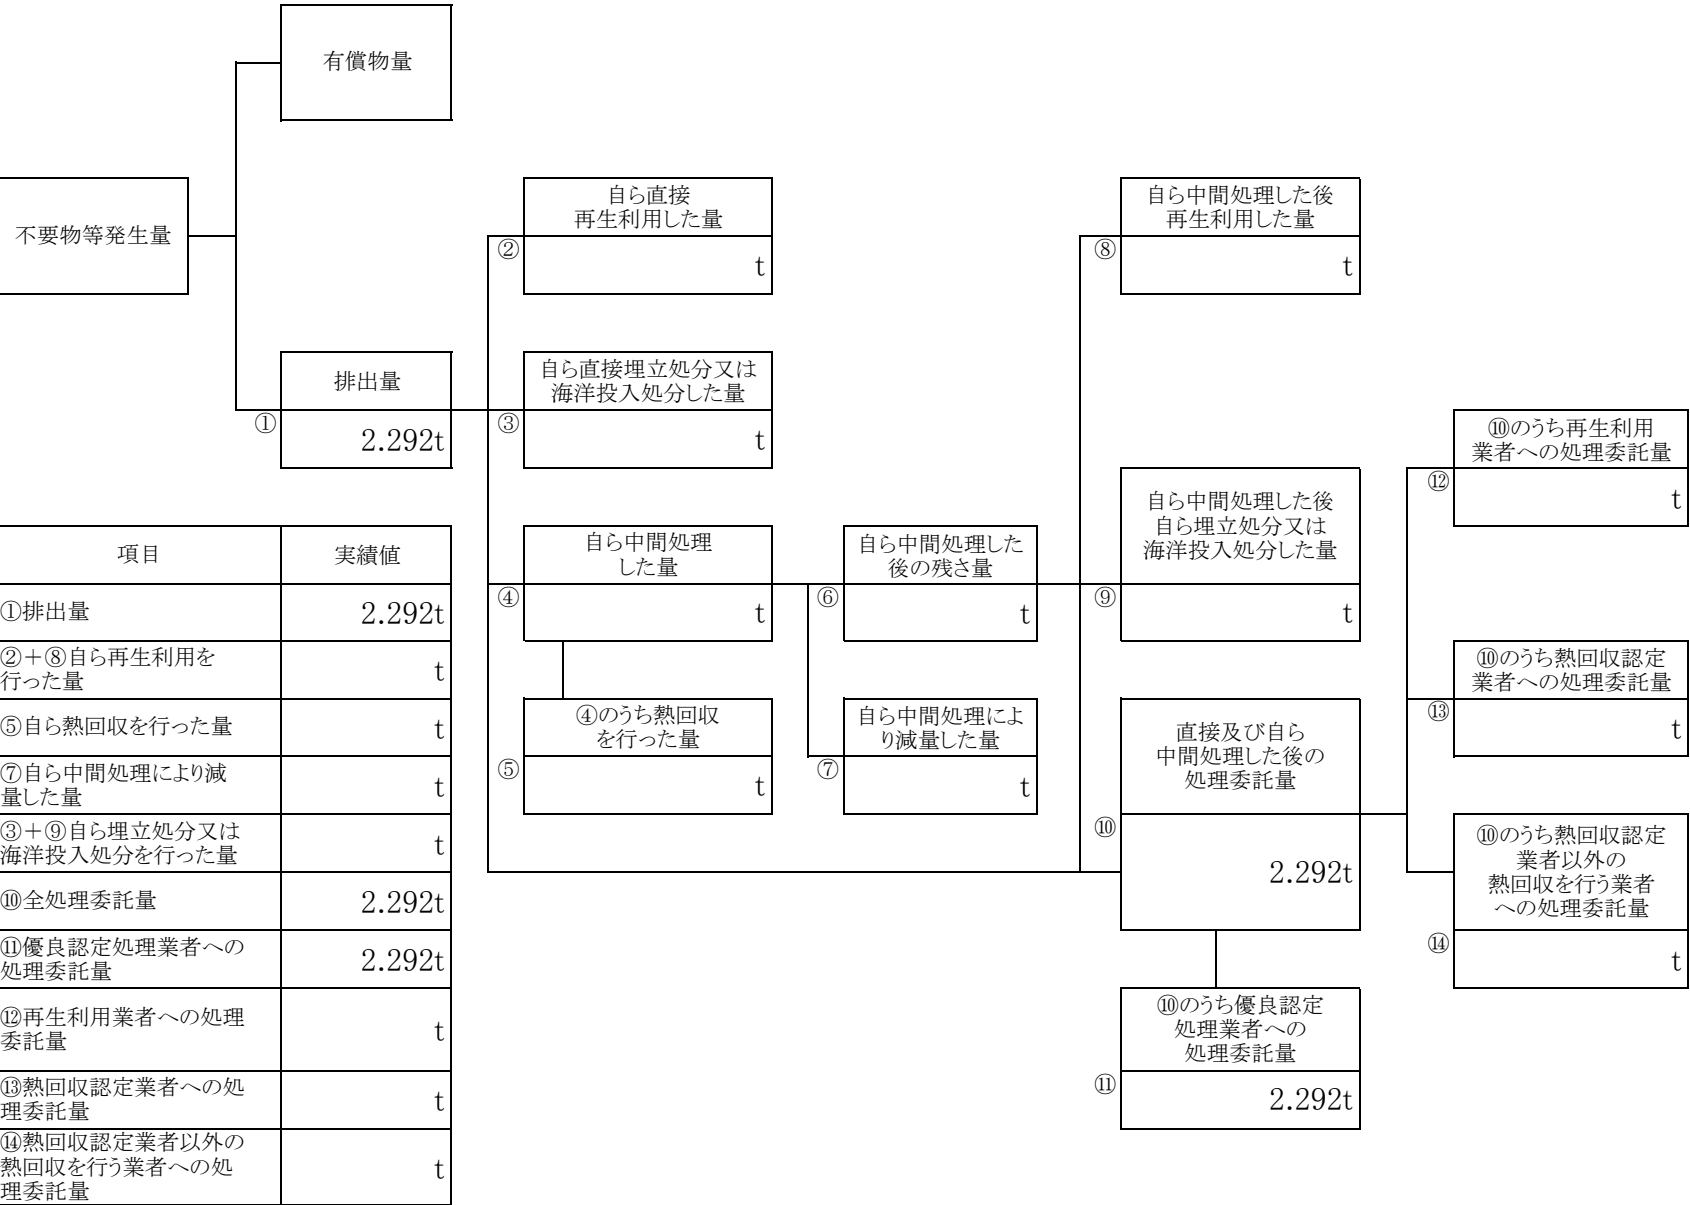 有償物量
不要物等発生量
自ら直接
再生利用した量
②
t
自ら中間処理した後
再生利用した量
⑧
t
排出量
①
2.292t
自ら直接埋立処分又は
海洋投入処分した量
③
t
⑩のうち再生利用
業者への処理委託量
⑫
t
自ら中間処理
した量
④
t
自ら中間処理した
後の残さ量
⑥
t
自ら中間処理した後
自ら埋立処分又は
海洋投入処分した量
⑨
t
⑩のうち熱回収認定
業者への処理委託量
⑬
t
④のうち熱回収
を行った量
⑤
t
自ら中間処理によ
り減量した量
⑦
t
直接及び自ら
中間処理した後の
処理委託量
⑩
2.292t
⑩のうち熱回収認定
業者以外の
熱回収を行う業者
への処理委託量
⑭
t
⑩のうち優良認定
処理業者への
処理委託量
⑪
2.292t
項目
実績値
①排出量
2.292t
②＋⑧自ら再生利用を
行った量
t
⑤自ら熱回収を行った量
t
⑦自ら中間処理により減
量した量
t
③＋⑨自ら埋立処分又は
海洋投入処分を行った量
t
⑩全処理委託量
2.292t
⑪優良認定処理業者への
処理委託量
2.292t
⑫再生利用業者への処理
委託量
t
⑬熱回収認定業者への処
理委託量
t
⑭熱回収認定業者以外の
熱回収を行う業者への処
理委託量
t